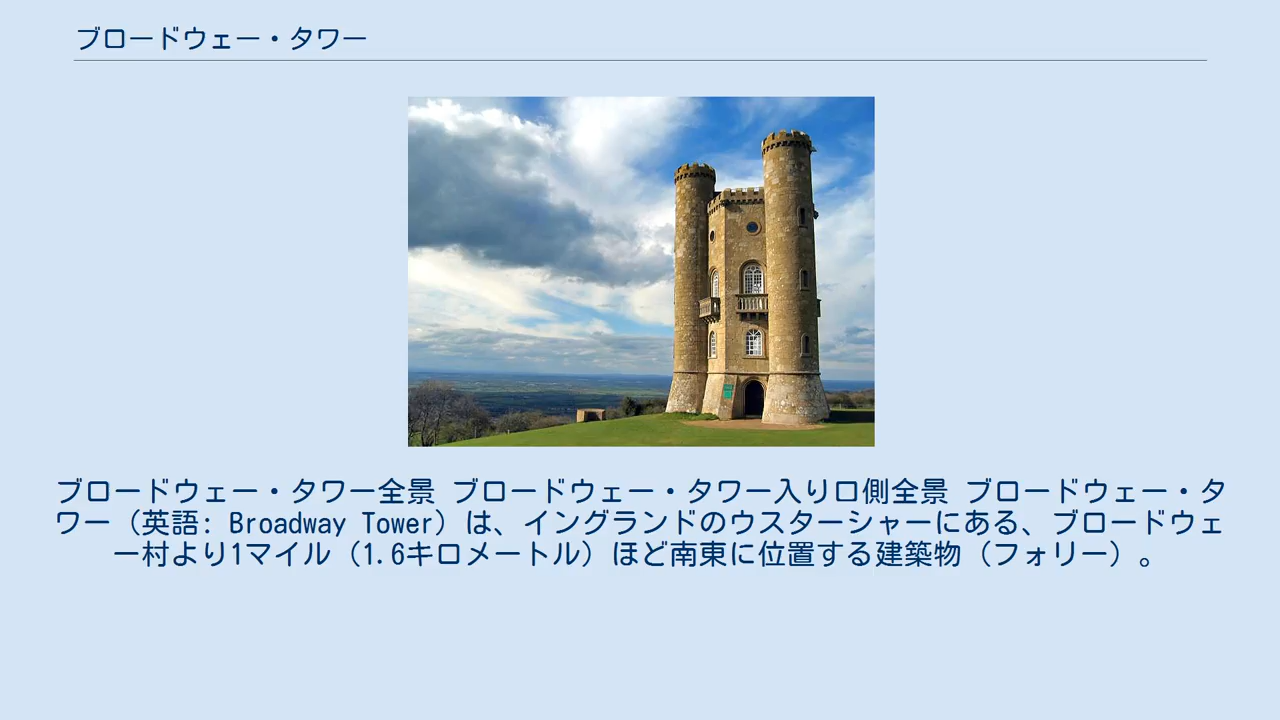 ブロードウェー・タワー
ブロードウェー・タワー全景 ブロードウェー・タワー入り口側全景 ブロードウェー・タ
ワー（英語: Broadway Tower）は、イングランドのウスターシャーにある、ブロードウェ
ー村より1マイル（1.6キロメートル）ほど南東に位置する建築物（フォリー）。